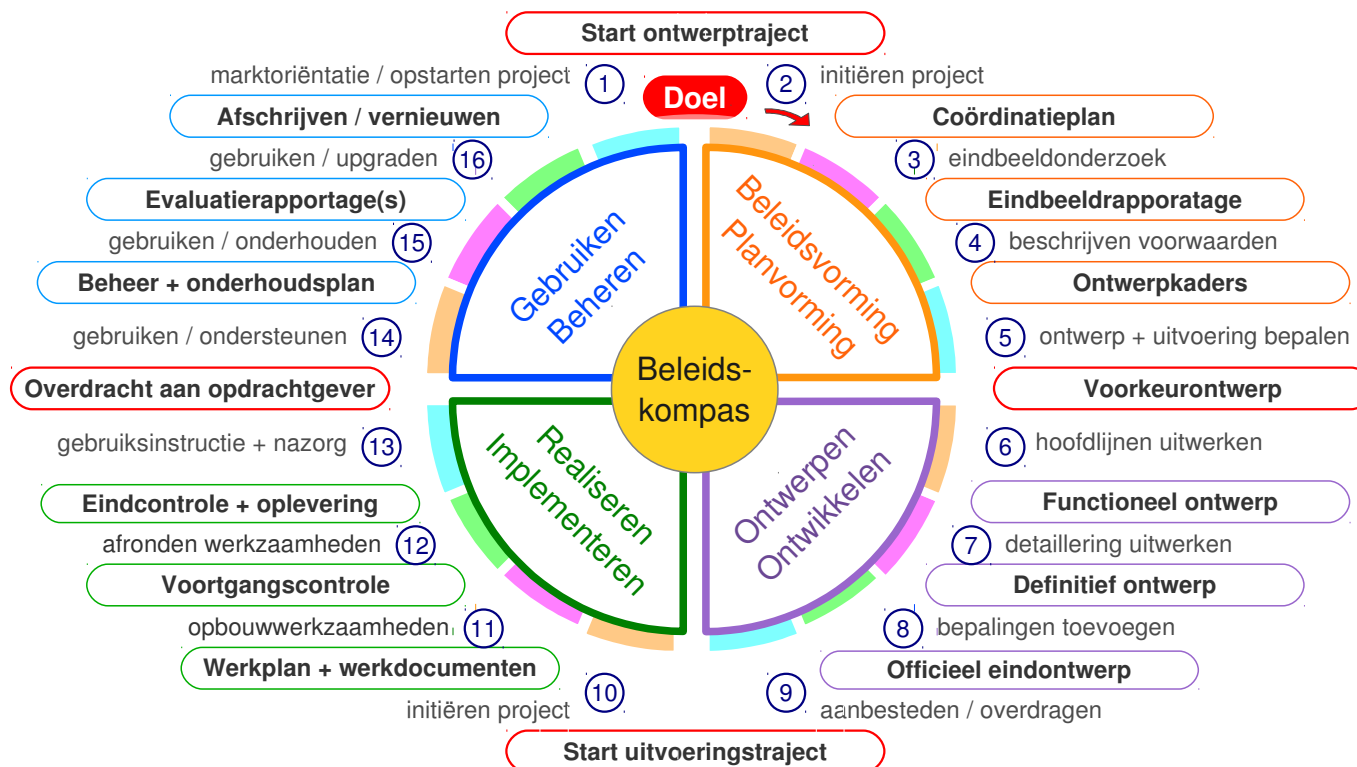 Start ontwerptraject
marktoriëntatie / opstarten project
1
Doel
2
initiëren project
Afschrijven / vernieuwen
Coördinatieplan
gebruiken / upgraden
16
3
eindbeeldonderzoek
Evaluatierapportage(s)
Eindbeeldrapporatage
gebruiken / onderhouden
15
4
beschrijven voorwaarden
Beheer + onderhoudsplan
Ontwerpkaders
gebruiken / ondersteunen
14
5
ontwerp + uitvoering bepalen
Overdracht aan opdrachtgever
Voorkeurontwerp
gebruiksinstructie + nazorg
13
6
hoofdlijnen uitwerken
Eindcontrole + oplevering
Functioneel ontwerp
afronden werkzaamheden
12
7
detaillering uitwerken
Voortgangscontrole
Definitief ontwerp
opbouwwerkzaamheden
11
8
bepalingen toevoegen
Werkplan + werkdocumenten
Officieel eindontwerp
initiëren project
10
9
aanbesteden / overdragen
Start uitvoeringstraject
Gebruiken
Beheren
Beleidsvorming
Planvorming
Beleids-
kompas
Realiseren
Implementeren
Ontwerpen
Ontwikkelen